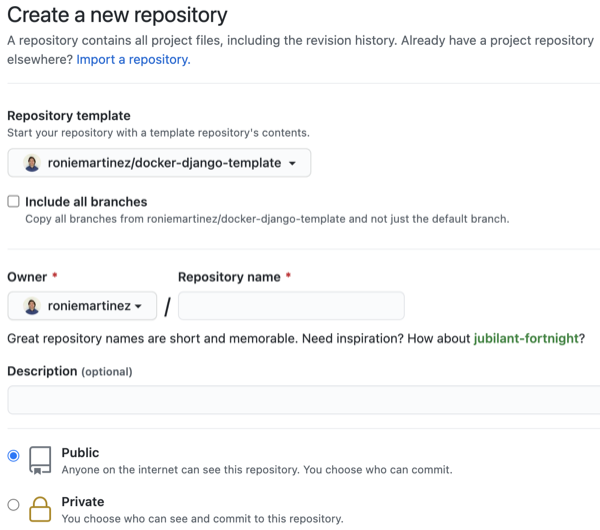 Create a new repository
A repository contains all project files, including the revision history. Already have a project repository
elsewhere? Import a repository.
Repository template
Start your repository with a template repository's contents.
roniemartinez/docker-django-template
Include all branches
Copy all branches from roniemartinez/docker-django-template and not just the default branch.
Owner * Repository name *
roniemartinez /
Great repository names are short and memorable. Need inspiration? How about jubilant-fortnight?
Description (optional)
Public
Anyone on the internet can see this repository. You choose who can commit.
Private
You choose who can see and commit to this repository.